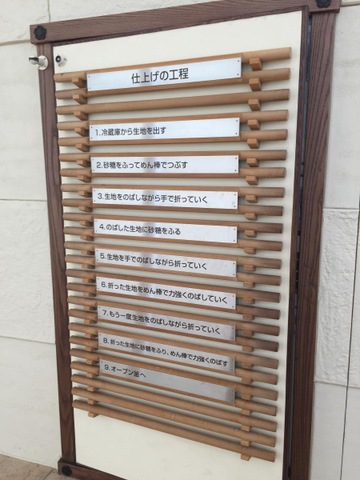 仕上げの工程
1.冷蔵庫から生地を出す
2.砂糖をふってめん棒でつぶす
3.生地をのばしながら手で折っていく
4.のばした生地に砂糖をふる
5.生地を手でのばしながら折っていく
6.折った生地をめん棒で力強くのばしていく
7.もう一度生地をのばしながら折っていく
8.折った生地に砂糖をふり、めん棒で力強くのばす
9.オーブン釜へ